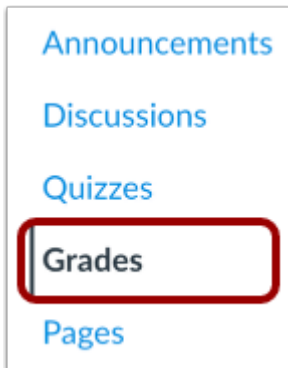 Announcements
Discussions
Quizzes
Grades
Pages